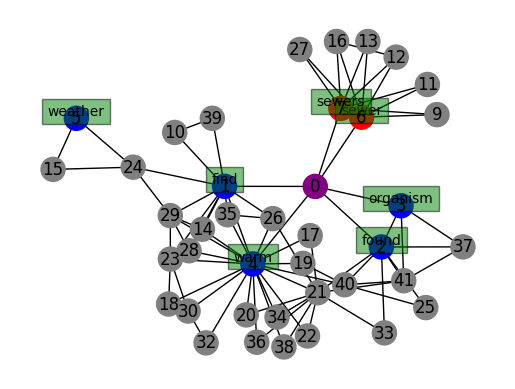 27 16 13 12
11
9
sewers 7
sewer 6
weather 5
10 39
15 24
find 1
0
organism 3
29 35 26
14
17
found 2
37
28
23
warm 4
19
40 41
21
18 30
20 34
25
32 36 38 22
33